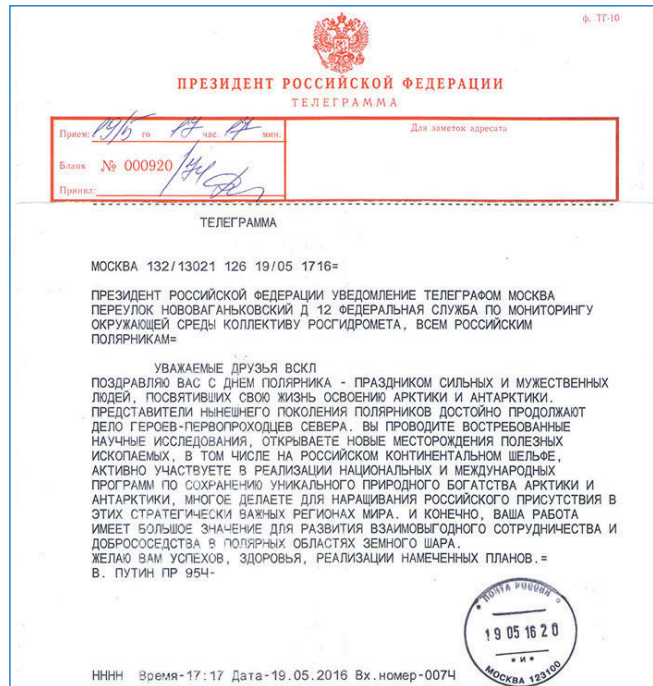 ф. ТГ-10
ПРЕЗИДЕНТ РОССИЙСКОЙ ФЕДЕРАЦИИ
ТЕЛЕГРАММА
Прием: 19/5 го 17 час. 17 мин.
Для заметок адресата
Бланк № 000920
Принял:
ТЕЛЕГРАММА
МОСКВА 132/13021 126 19/05 1716=
ПРЕЗИДЕНТ РОССИЙСКОЙ ФЕДЕРАЦИИ УВЕДОМЛЕНИЕ ТЕЛЕГРАФОМ МОСКВА
ПЕРЕУЛОК НОВОВАГАНЬКОВСКИЙ Д 12 ФЕДЕРАЛЬНАЯ СЛУЖБА ПО МОНИТОРИНГУ
ОКРУЖАЮЩЕЙ СРЕДЫ КОЛЛЕКТИВУ РОСГИДРОМЕТА, ВСЕМ РОССИЙСКИМ
ПОЛЯРНИКАМ=
УВАЖАЕМЫЕ ДРУЗЬЯ ВСКЛ
ПОЗДРАВЛЯЮ ВАС С ДНЕМ ПОЛЯРНИКА - ПРАЗДНИКОМ СИЛЬНЫХ И МУЖЕСТВЕННЫХ
ЛЮДЕЙ, ПОСВЯТИВШИХ СВОЮ ЖИЗНЬ ОСВОЕНИЮ АРКТИКИ И АНТАРКТИКИ.
ПРЕДСТАВИТЕЛИ НЫНЕШНЕГО ПОКОЛЕНИЯ ПОЛЯРНИКОВ ДОСТОЙНО ПРОДОЛЖАЮТ
ДЕЛО ГЕРОЕВ-ПЕРВОПРОХОДЦЕВ СЕВЕРА. ВЫ ПРОВОДИТЕ ВОСТРЕБОВАННЫЕ
НАУЧНЫЕ ИССЛЕДОВАНИЯ, ОТКРЫВАЕТЕ НОВЫЕ МЕСТОРОЖДЕНИЯ ПОЛЕЗНЫХ
ИСКОПАЕМЫХ, В ТОМ ЧИСЛЕ НА РОССИЙСКОМ КОНТИНЕНТАЛЬНОМ ШЕЛЬФЕ,
АКТИВНО УЧАСТВУЕТЕ В РЕАЛИЗАЦИИ НАЦИОНАЛЬНЫХ И МЕЖДУНАРОДНЫХ
ПРОГРАММ ПО СОХРАНЕНИЮ УНИКАЛЬНОГО ПРИРОДНОГО БОГАТСТВА АРКТИКИ И
АНТАРКТИКИ, МНОГОЕ ДЕЛАЕТЕ ДЛЯ НАРАЩИВАНИЯ РОССИЙСКОГО ПРИСУТСТВИЯ В
ЭТИХ СТРАТЕГИЧЕСКИ ВАЖНЫХ РЕГИОНАХ МИРА. И КОНЕЧНО, ВАША РАБОТА
ИМЕЕТ БОЛЬШОЕ ЗНАЧЕНИЕ ДЛЯ РАЗВИТИЯ ВЗАИМОВЫГОДНОГО СОТРУДНИЧЕСТВА И
ДОБРОСОСЕДСТВА В ПОЛЯРНЫХ ОБЛАСТЯХ ЗЕМНОГО ШАРА.
ЖЕЛАЮ ВАМ УСПЕХОВ, ЗДОРОВЬЯ, РЕАЛИЗАЦИИ НАМЕЧЕННЫХ ПЛАНОВ.=
В. ПУТИН ПР 954-
ПОЧТА РОССИИ
19 05 16 20
И
МОСКВА 123100
НННН Время-17:17 Дата-19.05.2016 Вх.номер-0074